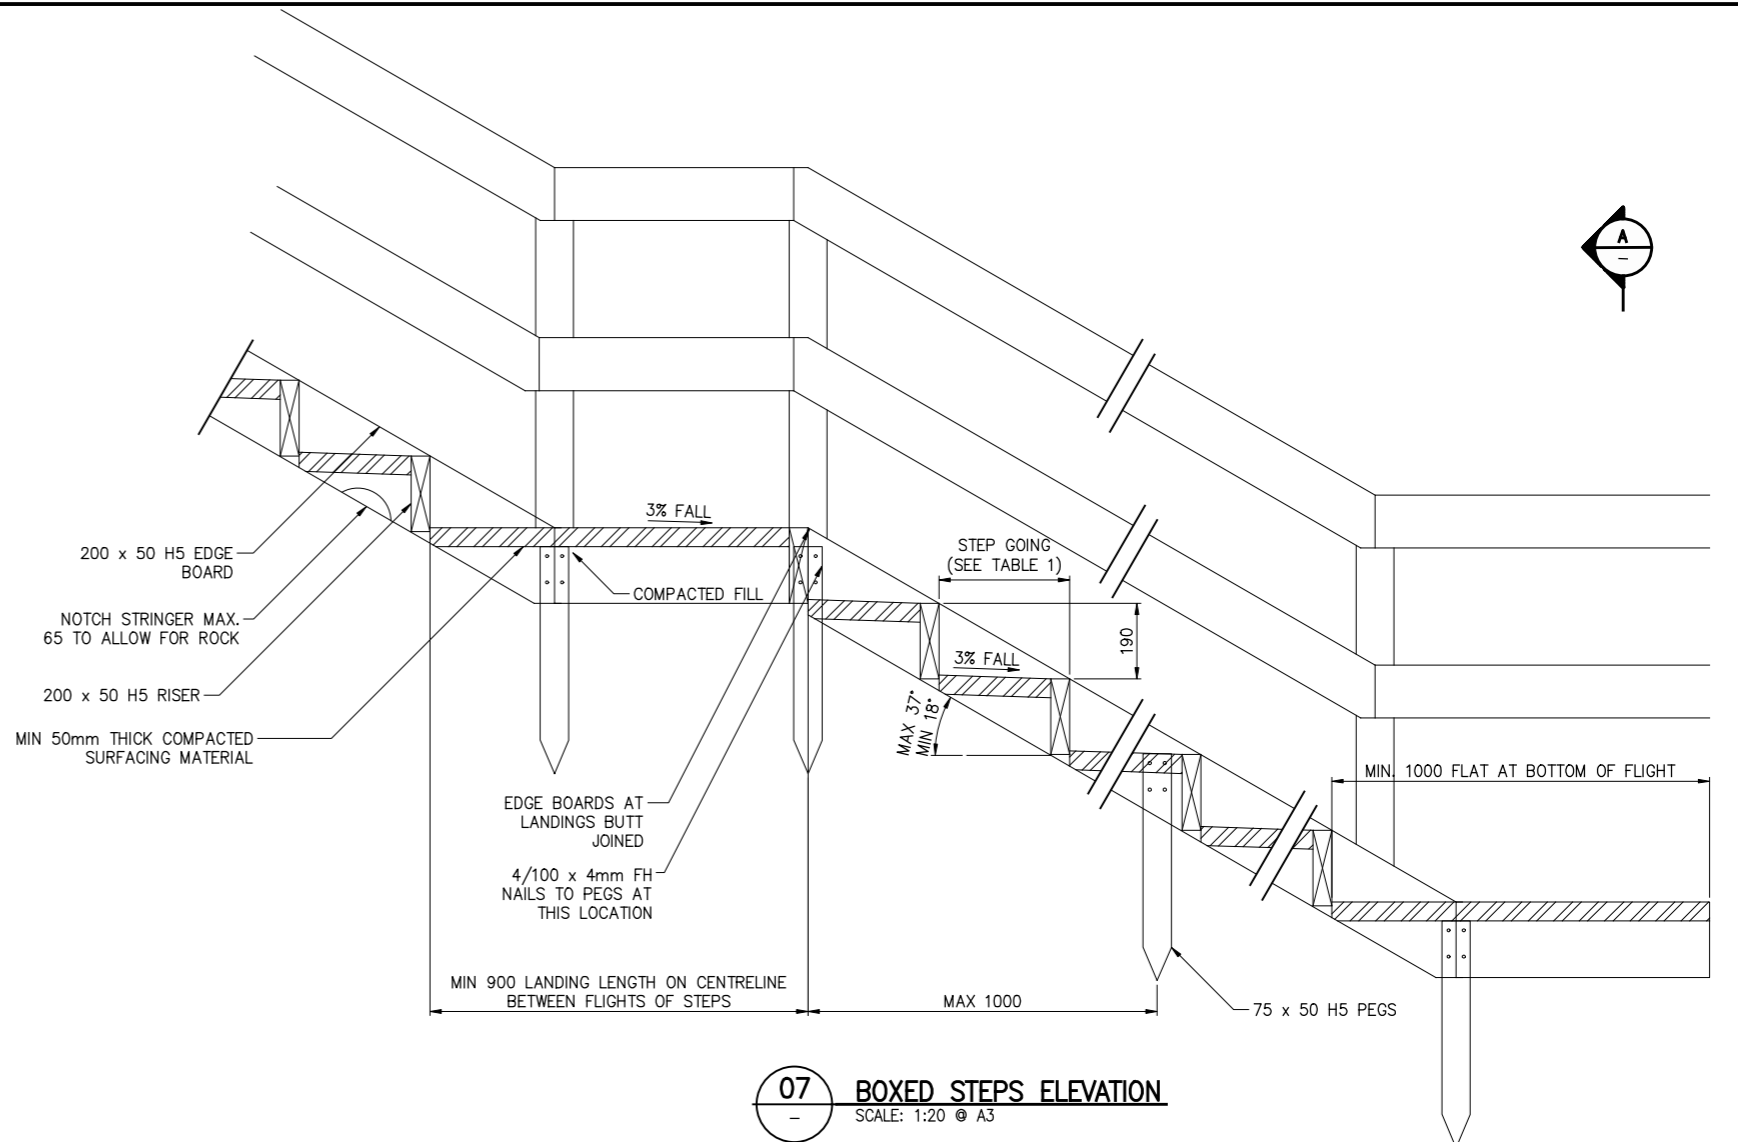 A
–
3% FALL
STEP GOING
(SEE TABLE 1)
200 x 50 H5 EDGE
BOARD
COMPACTED FILL
NOTCH STRINGER MAX.
65 TO ALLOW FOR ROCK
190
3% FALL
200 x 50 H5 RISER
MAX 37°
MIN 18°
MIN 50mm THICK COMPACTED
SURFACING MATERIAL
MIN. 1000 FLAT AT BOTTOM OF FLIGHT
EDGE BOARDS AT
LANDINGS BUTT
JOINED
4/100 x 4mm FH
NAILS TO PEGS AT
THIS LOCATION
MIN 900 LANDING LENGTH ON CENTRELINE
BETWEEN FLIGHTS OF STEPS
MAX 1000
75 x 50 H5 PEGS
07
–
BOXED STEPS ELEVATION
SCALE: 1:20 @ A3